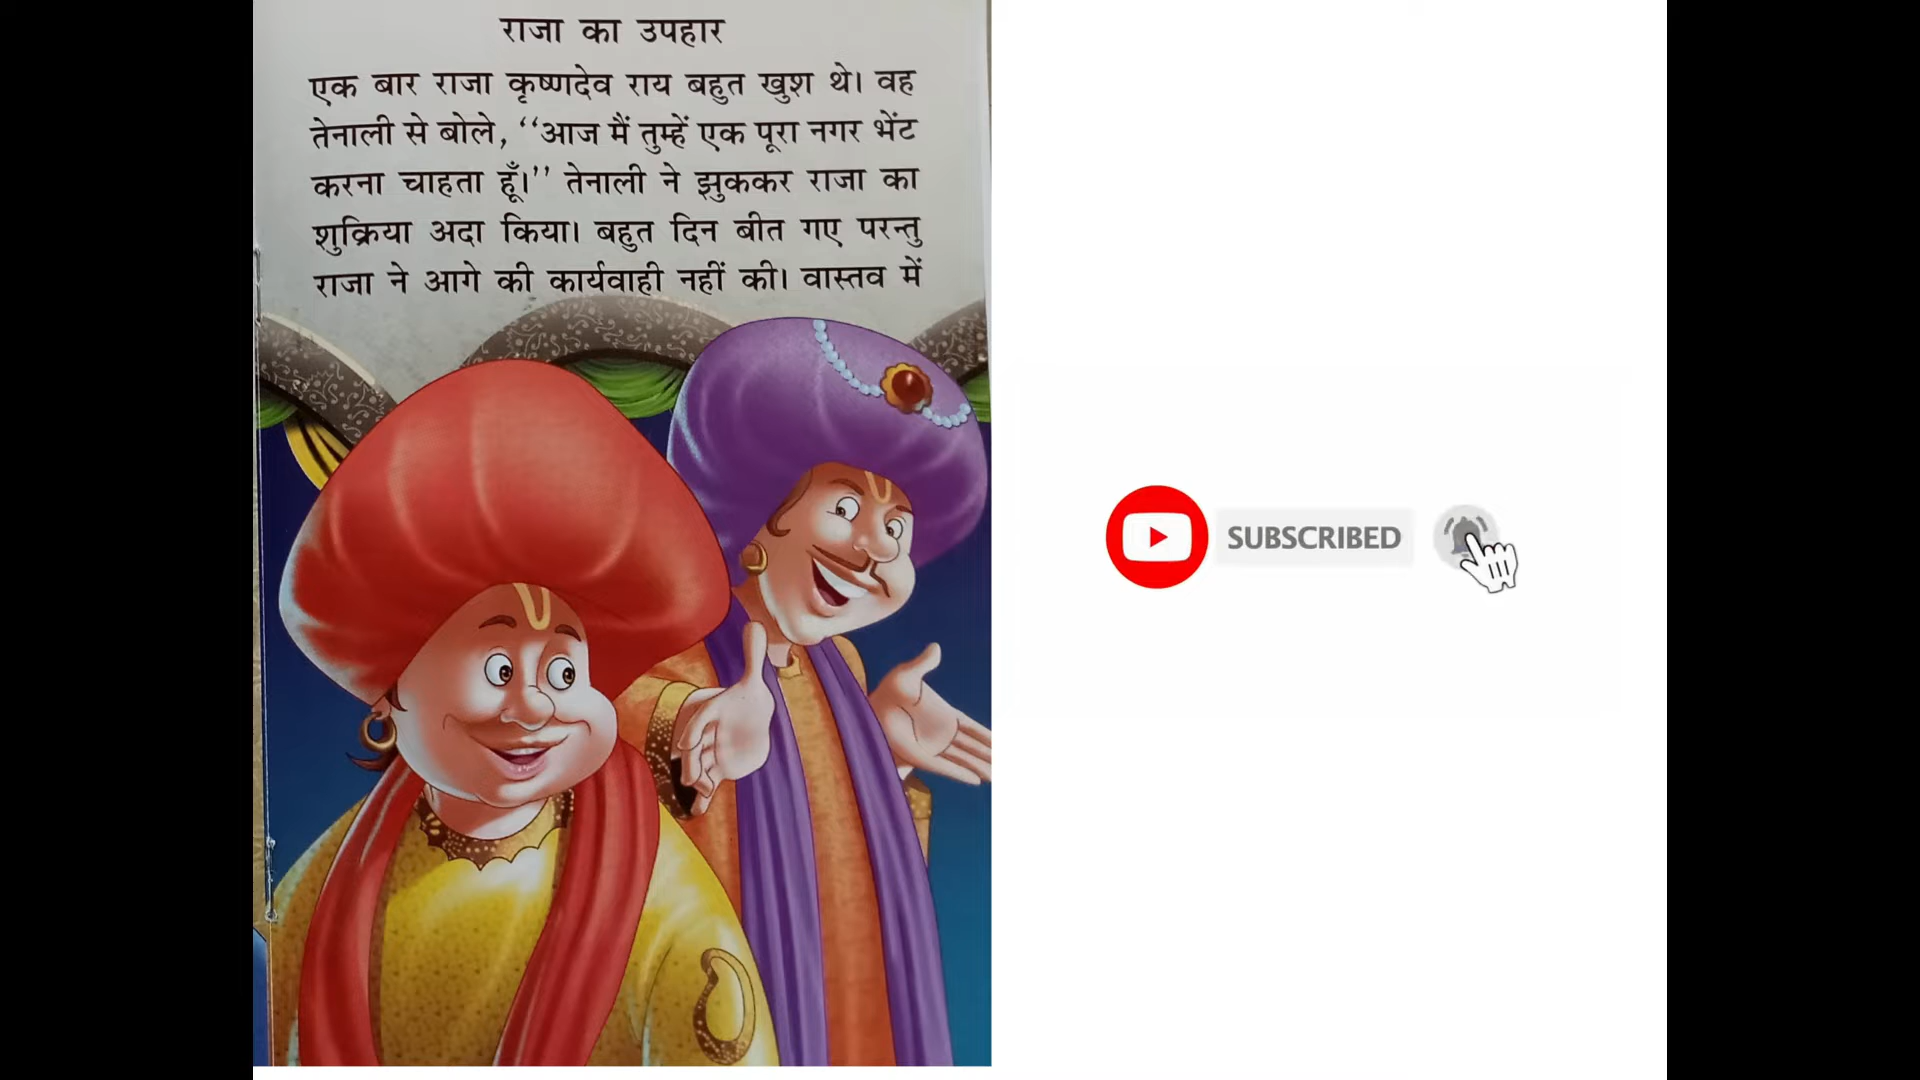 राजा का उपहार
एक बार राजा कृष्णदेव राय बहुत खुश थे। वह
तेनाली से बोले, ‘‘आज मैं तुम्हें एक पूरा नगर भेंट
करना चाहता हूँ।’’ तेनाली ने झुककर राजा का
शुक्रिया अदा किया। बहुत दिन बीत गए परन्तु
राजा ने आगे की कार्यवाही नहीं की। वास्तव में
SUBSCRIBED